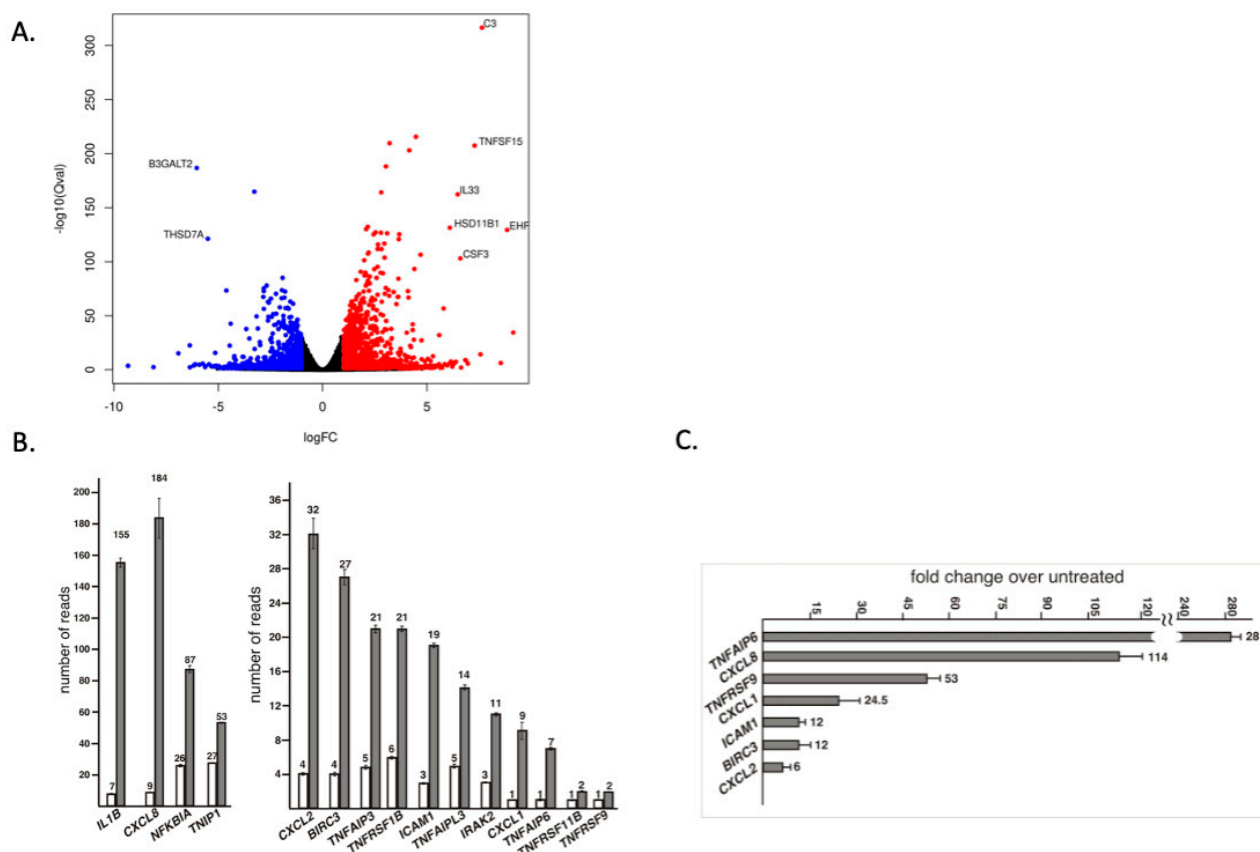 A.
C3
TNFSF15
B3GALT2
IL33
HSD11B1
EHF
THSD7A
CSF3
300
250
200
150
100
50
0
-log10(Qval)
-10 -5 0 5
logFC
B.
C.
number of reads
200
180
160
140
120
100
80
60
40
20
7 155
9 184
26 87
27 53
IL1B CXCL8 NFKBIA TNIP1
number of reads
36
32
28
24
20
16
12
8
4
4 32
4 27
5 21
6 21
3 19
5 14
3 11
1 9
1 7
1 2
1 2
CXCL2 BIRC3 TNFAIP3 TNFRSF1B ICAM1 TNFAIPL3 IRAK2 CXCL1 TNFAIP6 TNFRSF11B TNFRSF9
fold change over untreated
15 30 45 60 75 90 105 120 240 280
TNFAIP6 28
CXCL8 114
TNFRSF9 53
CXCL1 24.5
ICAM1 12
BIRC3 12
CXCL2 6